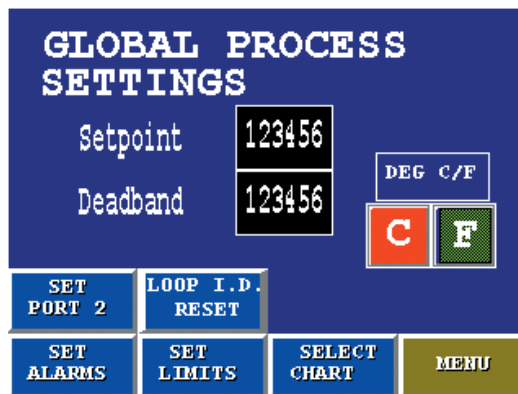 GLOBAL PROCESS
SETTINGS
Setpoint 123456
Deadband 123456
DEG C/F
C F
SET
PORT 2
LOOP I.D.
RESET
SET
ALARMS
SET
LIMITS
SELECT
CHART
MENU